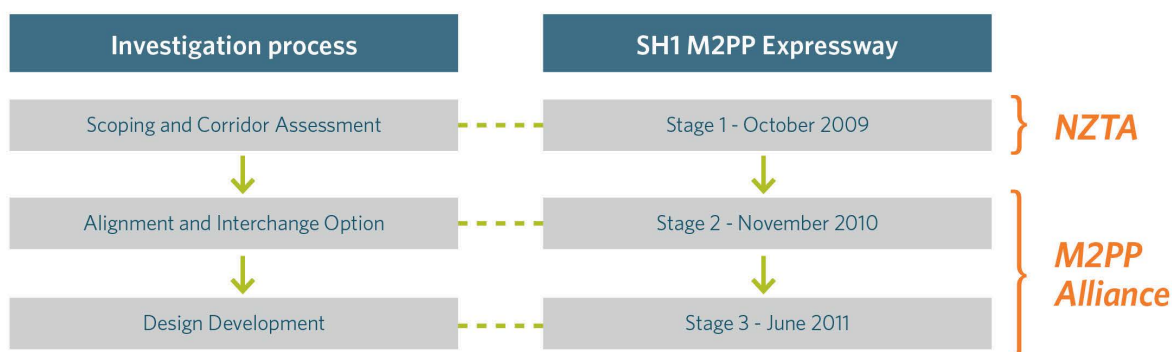 Investigation process
SH1 M2PP Expressway
Scoping and Corridor Assessment
Stage 1 - October 2009
NZTA
Alignment and Interchange Option
Stage 2 - November 2010
M2PP
Alliance
Design Development
Stage 3 - June 2011